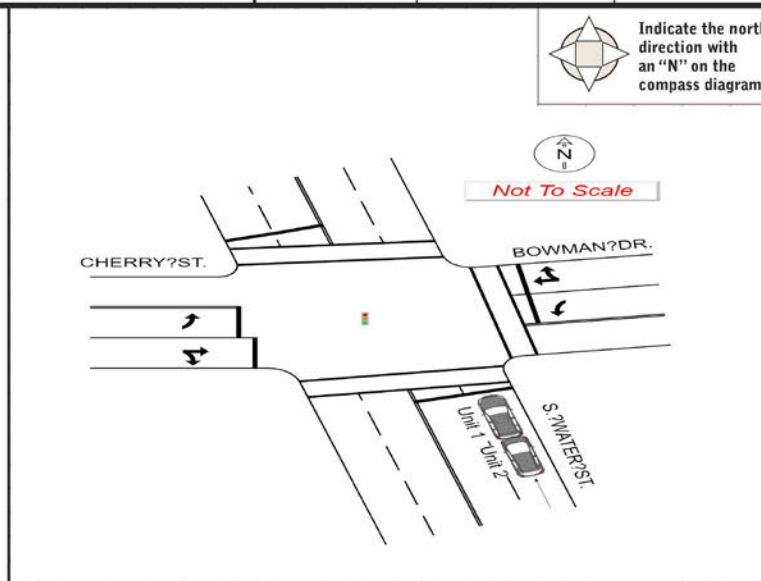 Indicate the north
direction with
an “N” on the
compass diagram
N
Not To Scale
CHERRY?ST.
BOWMAN?DR.
Unit 1
Unit 2
S.?WATER?ST.